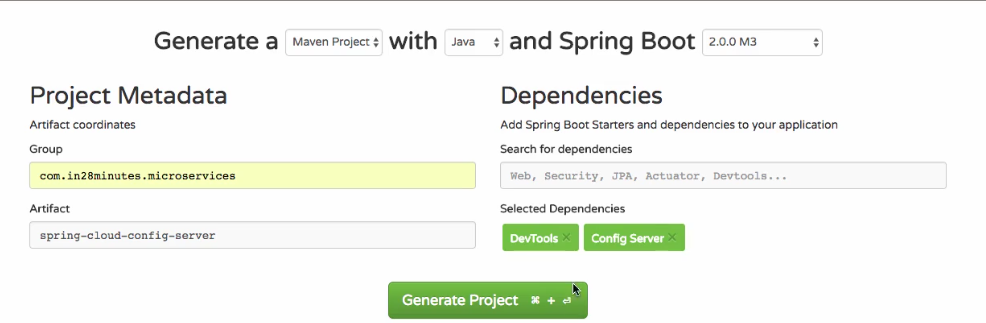 Generate a Maven Project with Java and Spring Boot 2.0.0 M3
Project Metadata
Artifact coordinates
Group
com.in28minutes.microservices
Artifact
spring-cloud-config-server
Dependencies
Add Spring Boot Starters and dependencies to your application
Search for dependencies
Web, Security, JPA, Actuator, Devtools...
Selected Dependencies
DevTools × Config Server ×
Generate Project ⌘ + ⏎